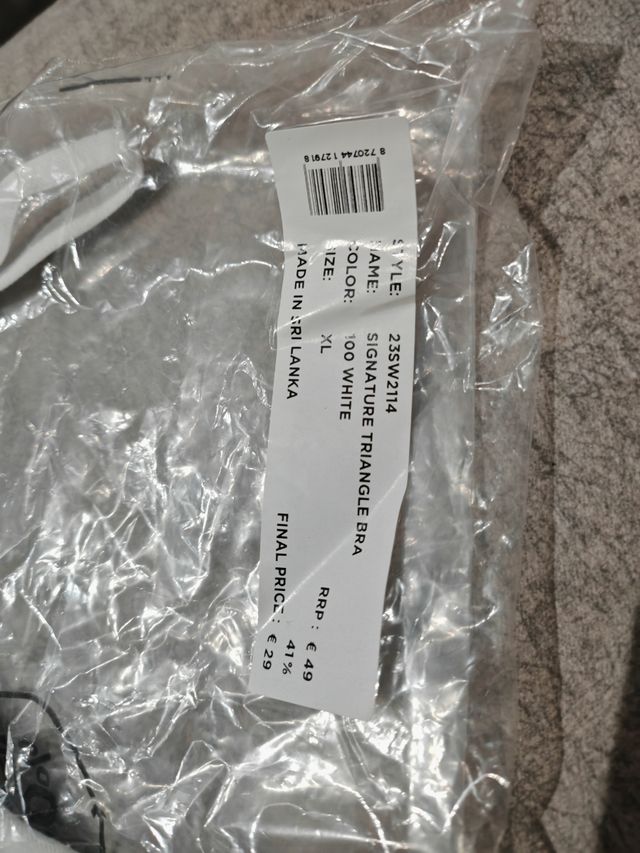 8 720744 127918
STYLE: 23SW2114
NAME: SIGNATURE TRIANGLE BRA
COLOR: 100 WHITE
SIZE: XL
MADE IN SRI LANKA
RRP : € 49
41%
FINAL PRICE : € 29